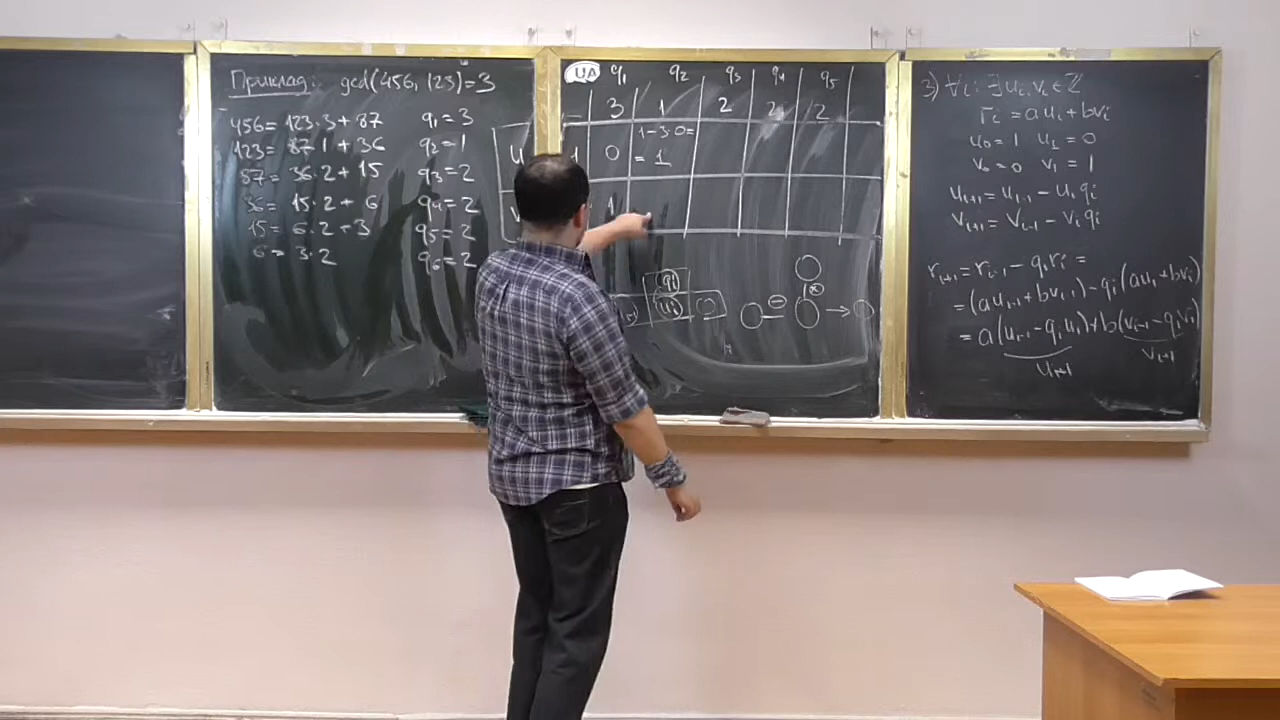 Приклад: gcd(456, 123)=3
456= 123·3+87 q₁=3
123= 87·1+36 q₂=1
87= 36·2+15 q₃=2
36= 15·2+6 q₄=2
15= 6·2+3 q₅=2
6= 3·2 q₆=2
UA q₁ q₂ q₃ q₄ q₅
– 3 1 2 2 2
1–3·0=
u 1 0 = 1
v 1
qᵢ
uᵢ
3) ∀i: ∃uᵢ,vᵢ∈ℤ
rᵢ=auᵢ+bvᵢ
u₀=1 u₁=0
v₀=0 v₁=1
uᵢ₊₁=uᵢ₋₁–uᵢqᵢ
vᵢ₊₁=vᵢ₋₁–vᵢqᵢ
rᵢ₊₁=rᵢ₋₁–qᵢrᵢ=
=(auᵢ₋₁+bvᵢ₋₁)–qᵢ(auᵢ+bvᵢ)
=a(uᵢ₋₁–qᵢuᵢ)+b(vᵢ₋₁–qᵢvᵢ)
uᵢ₊₁ vᵢ₊₁